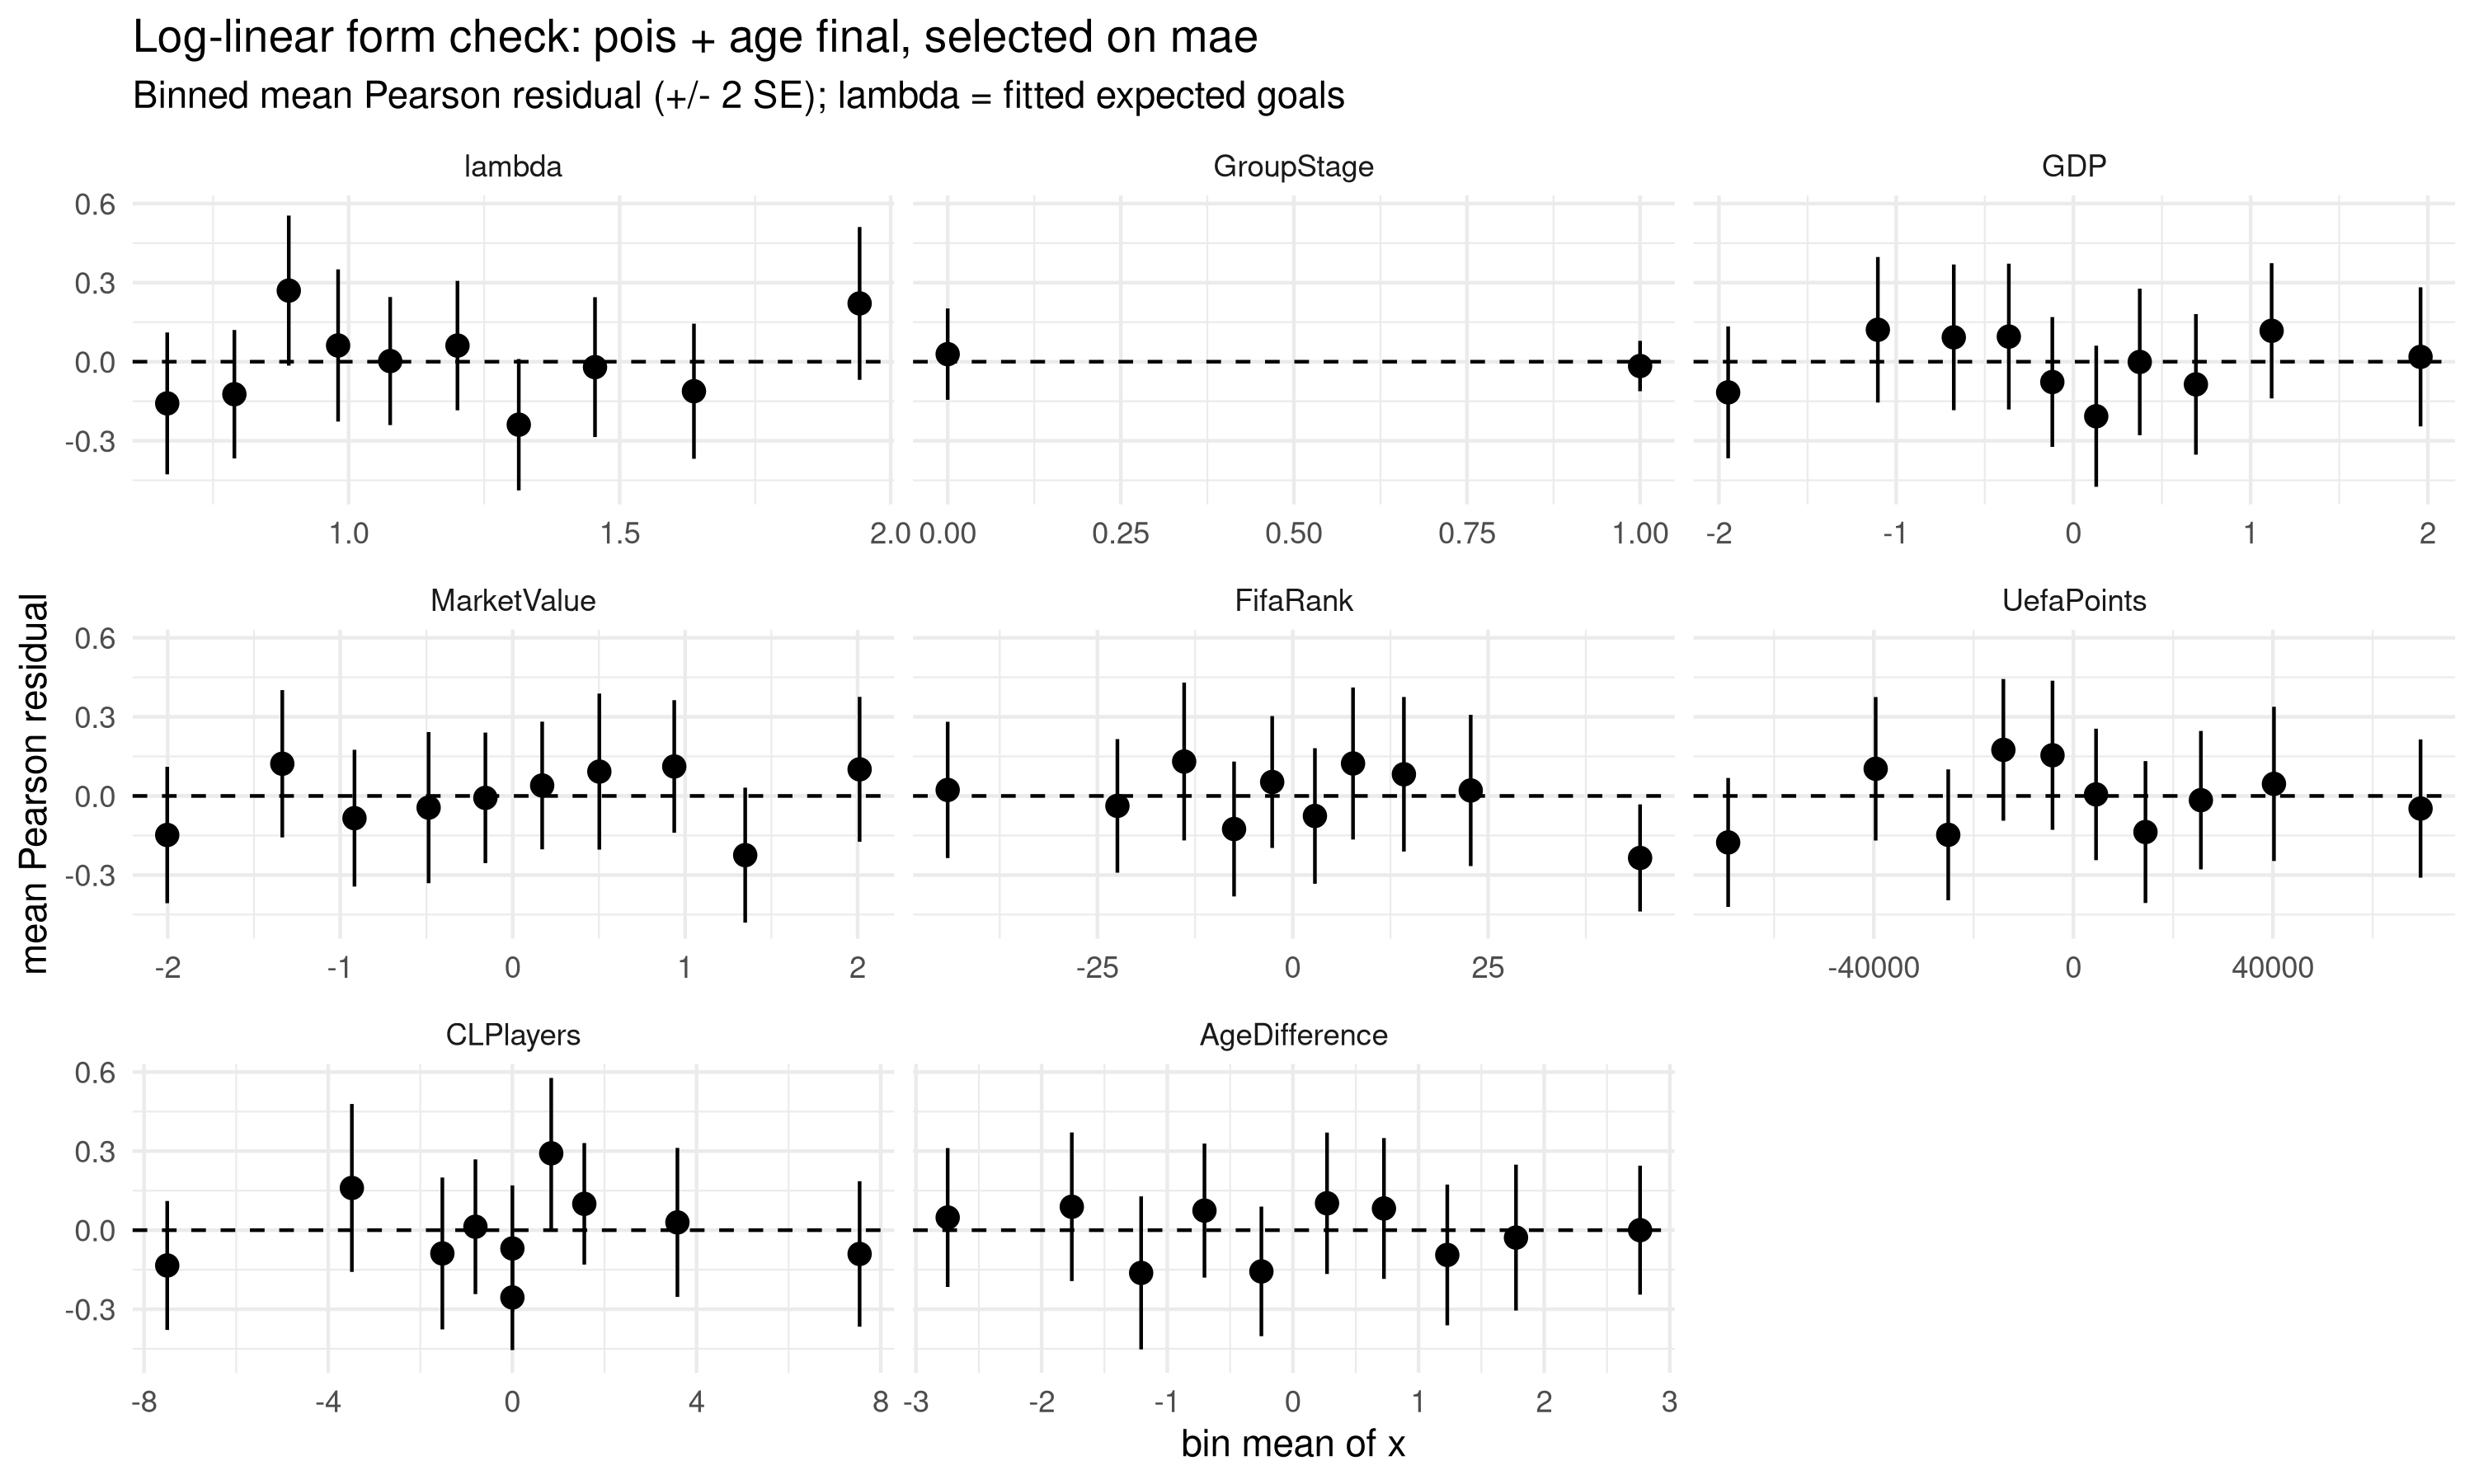 Log-linear form check: pois + age final, selected on mae
Binned mean Pearson residual (+/- 2 SE); lambda = fitted expected goals
lambda GroupStage GDP
0.6
0.3
0.0
-0.3
1.0 1.5 2.0 0.00 0.25 0.50 0.75 1.00 -2 -1 0 1 2
mean Pearson residual
MarketValue FifaRank UefaPoints
0.6
0.3
0.0
-0.3
-2 -1 0 1 2 -25 0 25 -40000 0 40000
CLPlayers AgeDifference
0.6
0.3
0.0
-0.3
-8 -4 0 4 8 -3 -2 -1 0 1 2 3
bin mean of x